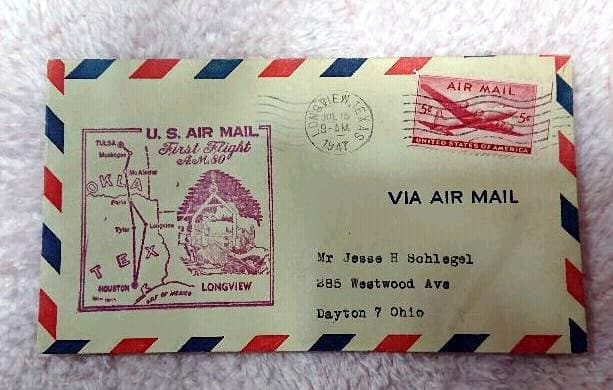 U. S. AIR MAIL
First Flight
A.M. 80
TULSA
Muskogee
McAlester
OKLA
Paris
Tyler
Longview
TEX
HOUSTON
GULF OF MEXICO
LONGVIEW
LONGVIEW, TEXAS
JUL 15
9-AM
1947
AIR MAIL
5¢ 5¢
UNITED STATES OF AMERICA
VIA AIR MAIL
Mr Jesse H Schlegel
285 Westwood Ave
Dayton 7 Ohio